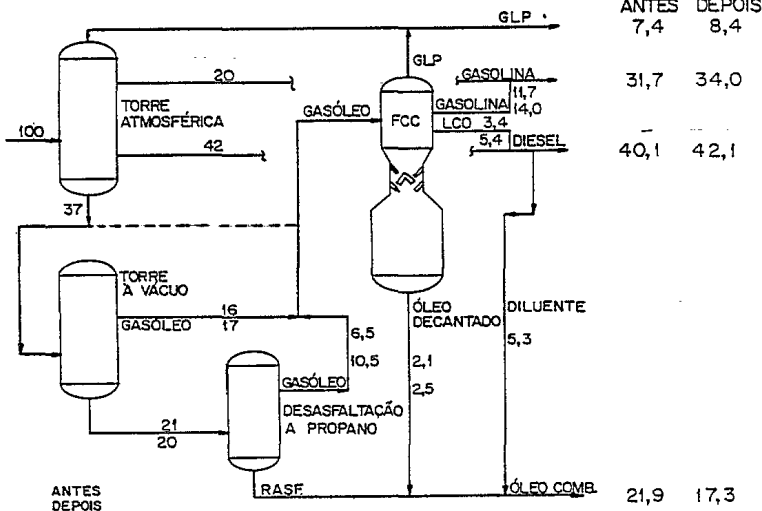 ANTES DEPOIS
GLP 7,4 8,4
GLP
20
GASOLINA 31,7 34,0
TORRE
ATMOSFÉRICA
GASÓLEO
FCC
GASOLINA
11,7
14,0
100
LCO 3,4
5,4 DIESEL 40,1 42,1
42
37
TORRE
À VÁCUO
16
GASÓLEO
17
ÓLEO
DECANTADO
DILUENTE
5,3
6,5
10,5
2,1
2,5
GASÓLEO
DESASFALTAÇÃO
A PROPANO
21
20
RASF.
ÓLEO COMB. 21,9 17,3
ANTES
DEPOIS